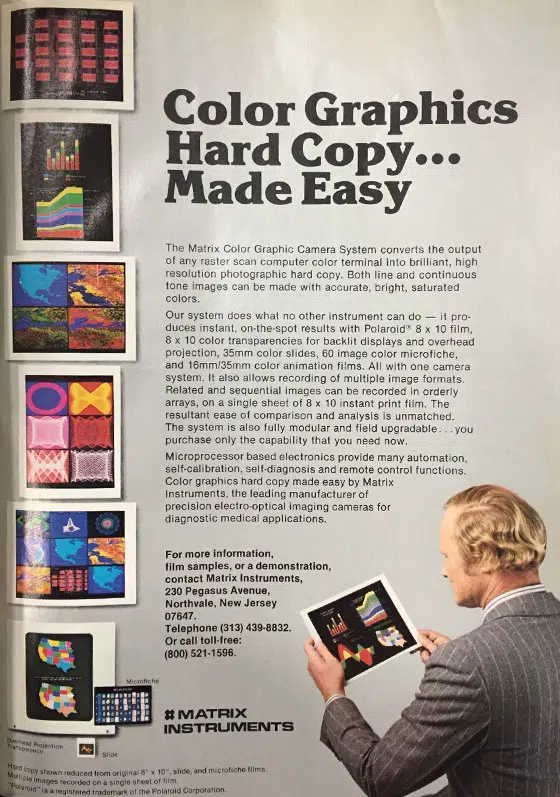 Color Graphics
Hard Copy...
Made Easy
The Matrix Color Graphic Camera System converts the output
of any raster scan computer color terminal into brilliant, high
resolution photographic hard copy. Both line and continuous
tone images can be made with accurate, bright, saturated
colors.
Our system does what no other instrument can do — it pro-
duces instant, on-the-spot results with Polaroid® 8 x 10 film,
8 x 10 color transparencies for backlit displays and overhead
projection, 35mm color slides, 60 image color microfiche,
and 16mm/35mm color animation films. All with one camera
system. It also allows recording of multiple image formats.
Related and sequential images can be recorded in orderly
arrays, on a single sheet of 8 x 10 instant print film. The
resultant ease of comparison and analysis is unmatched.
The system is also fully modular and field upgradable...you
purchase only the capability that you need now.
Microprocessor based electronics provide many automation,
self-calibration, self-diagnosis and remote control functions.
Color graphics hard copy made easy by Matrix
Instruments, the leading manufacturer of
precision electro-optical imaging cameras for
diagnostic medical applications.
For more information,
film samples, or a demonstration,
contact Matrix Instruments,
230 Pegasus Avenue,
Northvale, New Jersey
07647.
Telephone (313) 439-8832.
Or call toll-free:
(800) 521-1596.
Microfiche
# MATRIX
INSTRUMENTS
Overhead Projection
Transparency
Slide
Hard copy shown reduced from original 8" x 10", slide, and microfiche films.
Multiple images recorded on a single sheet of film.
"Polaroid" is a registered trademark of the Polaroid Corporation.